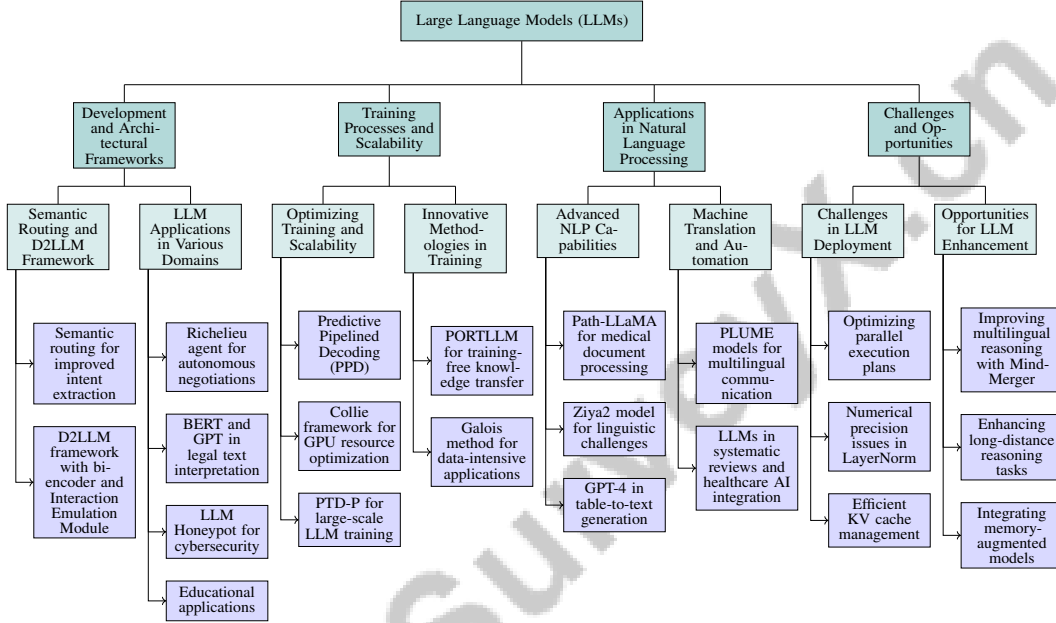 Large Language Models (LLMs)
Development
and Archi-
tectural
Frameworks
Training
Processes and
Scalability
Applications
in Natural
Language
Processing
Challenges
and Op-
portunities
Semantic
Routing and
D2LLM
Framework
LLM
Applications
in Various
Domains
Optimizing
Training and
Scalability
Innovative
Method-
ologies in
Training
Advanced
NLP Ca-
pabilities
Machine
Translation
and Au-
tomation
Challenges
in LLM
Deployment
Opportunities
for LLM
Enhancement
Semantic
routing for
improved
intent
extraction
D2LLM
framework
with bi-
encoder and
Interaction
Emulation
Module
Richelieu
agent for
autonomous
negotiations
BERT and
GPT in
legal text
interpretation
LLM
Honeypot for
cybersecurity
Educational
applications
Predictive
Pipelined
Decoding
(PPD)
Collie
framework for
GPU resource
optimization
PTD-P for
large-scale
LLM training
PORTLLM
for training-
free knowl-
edge transfer
Galois
method for
data-intensive
applications
Path-LLaMA
for medical
document
processing
Ziya2 model
for linguistic
challenges
GPT-4 in
table-to-text
generation
PLUME
models for
multilingual
commu-
nication
LLMs in
systematic
reviews and
healthcare AI
integration
Optimizing
parallel
execution
plans
Numerical
precision
issues in
LayerNorm
Efficient
KV cache
management
Improving
multilingual
reasoning
with Mind-
Merger
Enhancing
long-distance
reasoning
tasks
Integrating
memory-
augmented
models
SurveyX.cn